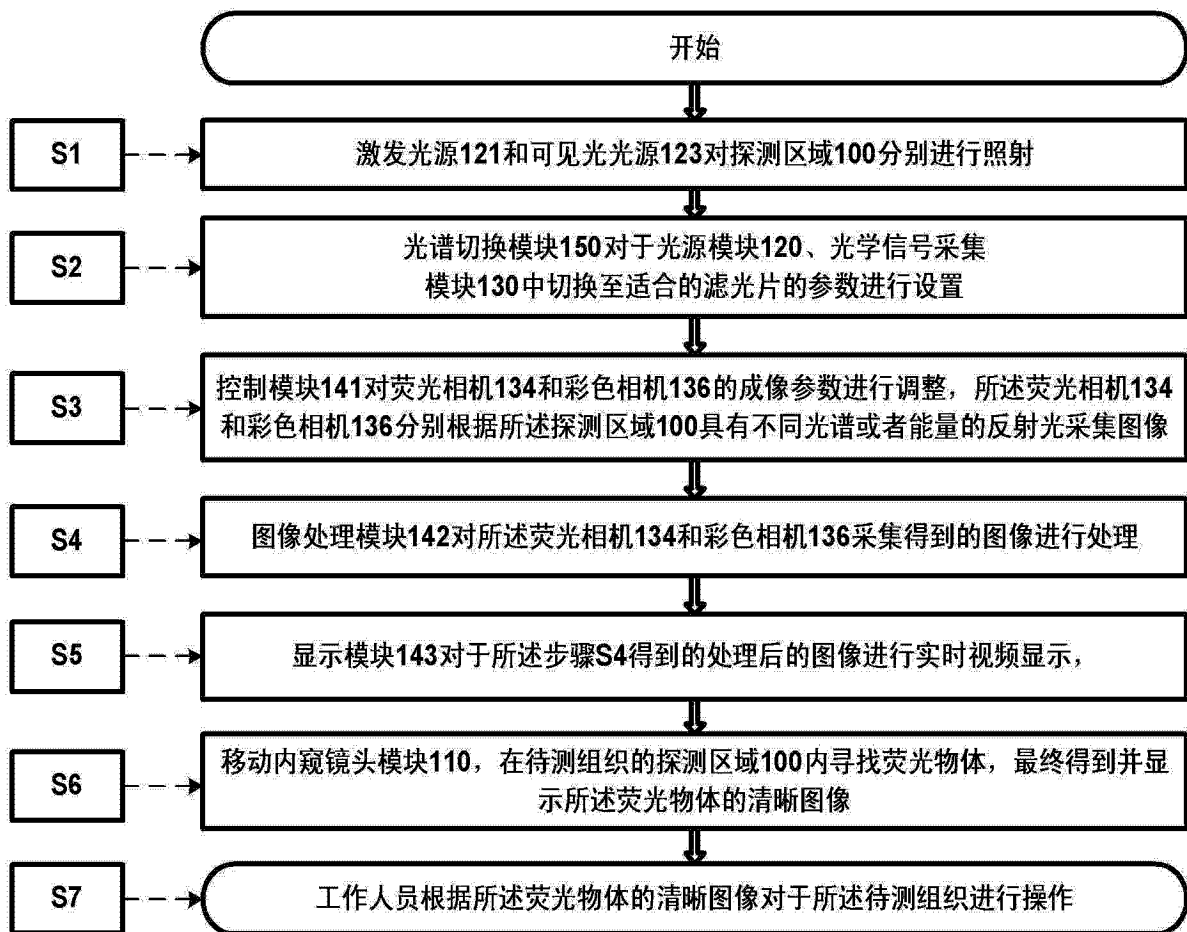 开始
S1
激发光源121和可见光光源123对探测区域100分别进行照射
S2
光谱切换模块150对于光源模块120、光学信号采集
模块130中切换至适合的滤光片的参数进行设置
S3
控制模块141对荧光相机134和彩色相机136的成像参数进行调整，所述荧光相机134
和彩色相机136分别根据所述探测区域100具有不同光谱或者能量的反射光采集图像
S4
图像处理模块142对所述荧光相机134和彩色相机136采集得到的图像进行处理
S5
显示模块143对于所述步骤S4得到的处理后的图像进行实时视频显示，
S6
移动内窥镜头模块110，在待测组织的探测区域100内寻找荧光物体，最终得到并显
示所述荧光物体的清晰图像
S7
工作人员根据所述荧光物体的清晰图像对于所述待测组织进行操作